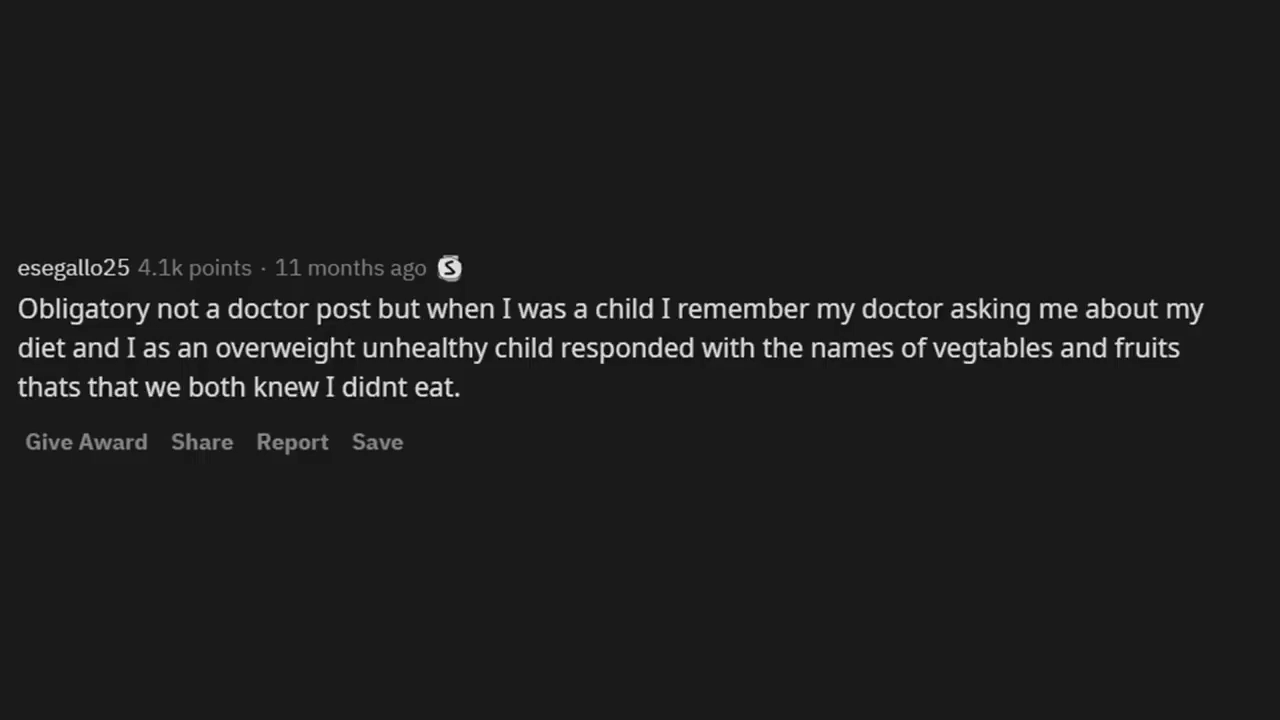 esegallo25 4.1k points · 11 months ago S
Obligatory not a doctor post but when I was a child I remember my doctor asking me about my
diet and I as an overweight unhealthy child responded with the names of vegtables and fruits
thats that we both knew I didnt eat.
Give Award Share Report Save